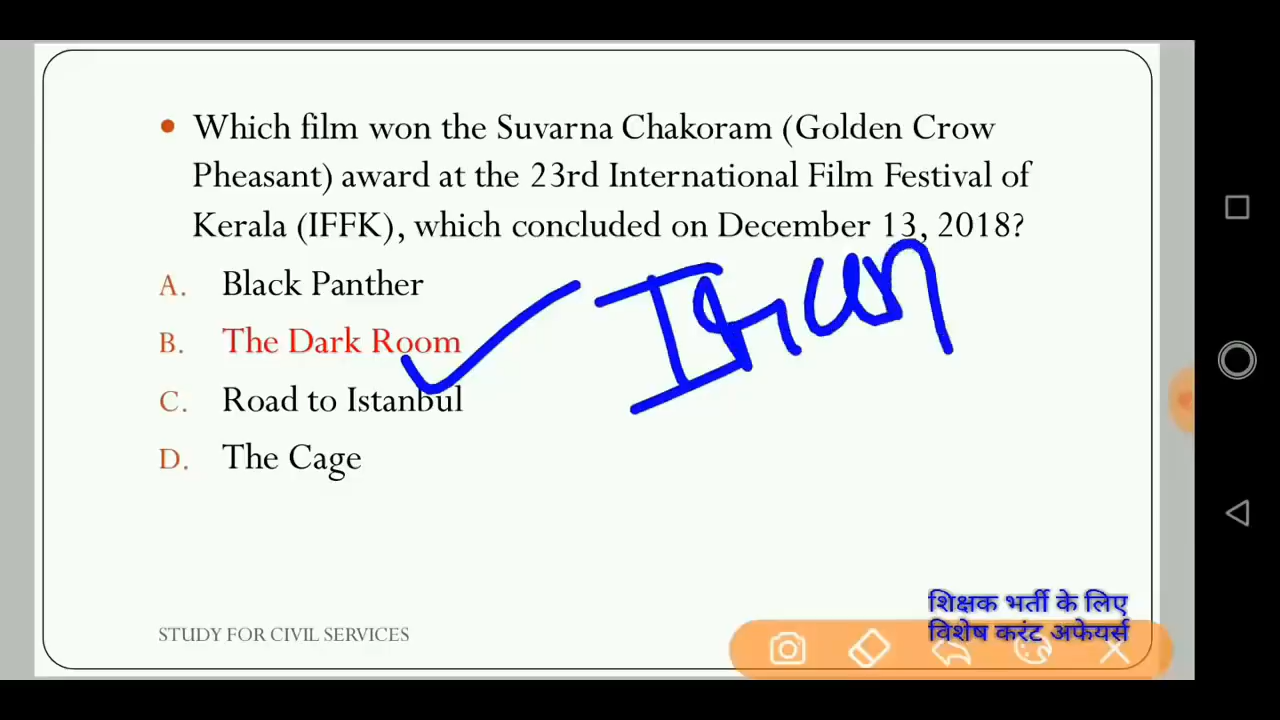 Which film won the Suvarna Chakoram (Golden Crow
Pheasant) award at the 23rd International Film Festival of
Kerala (IFFK), which concluded on December 13, 2018?
A. Black Panther
B. The Dark Room
Iran
C. Road to Istanbul
D. The Cage
शिक्षक भर्ती के लिए
विशेष करंट अफेयर्स
STUDY FOR CIVIL SERVICES